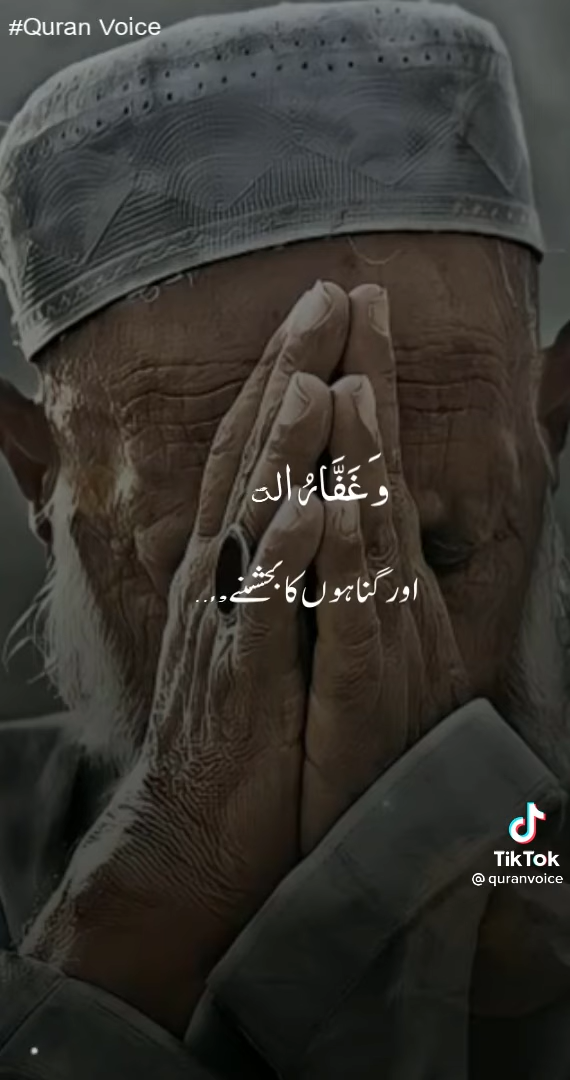 #Quran Voice
وَغَفَّارُ الذ
اور گناہوں کا بخشنے و...
TikTok
@quranvoice